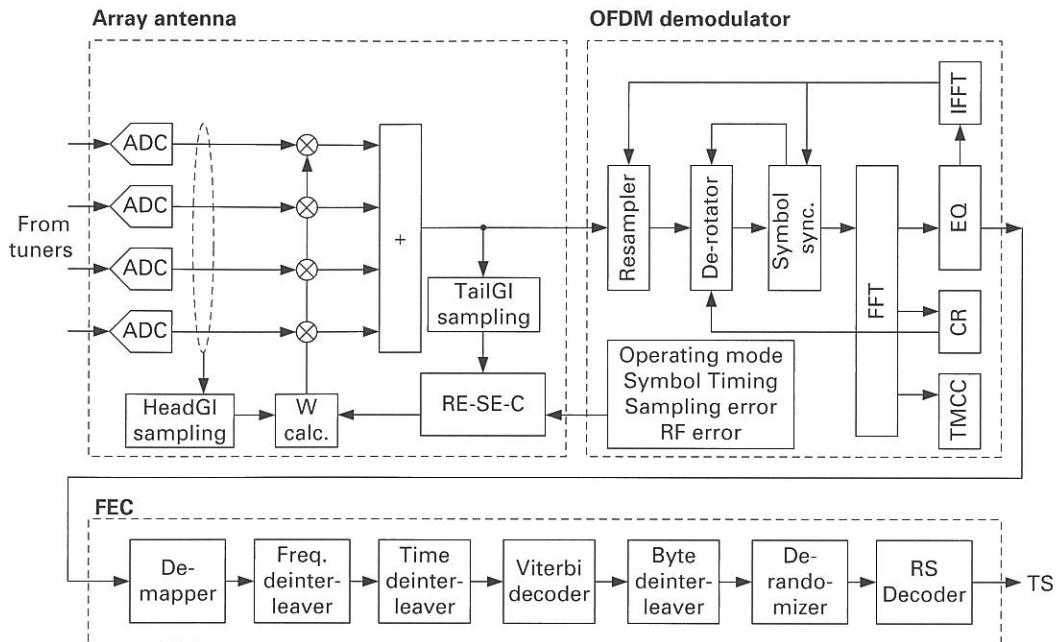 Array antenna
OFDM demodulator
ADC
ADC
ADC
ADC
From
tuners
+
TailGI
sampling
HeadGI
sampling
W
calc.
RE-SE-C
Resampler
De-rotator
Symbol
sync.
FFT
IFFT
EQ
CR
TMCC
Operating mode
Symbol Timing
Sampling error
RF error
FEC
De-
mapper
Freq.
deinter-
leaver
Time
deinter-
leaver
Viterbi
decoder
Byte
deinter-
leaver
De-
rando-
mizer
RS
Decoder
TS